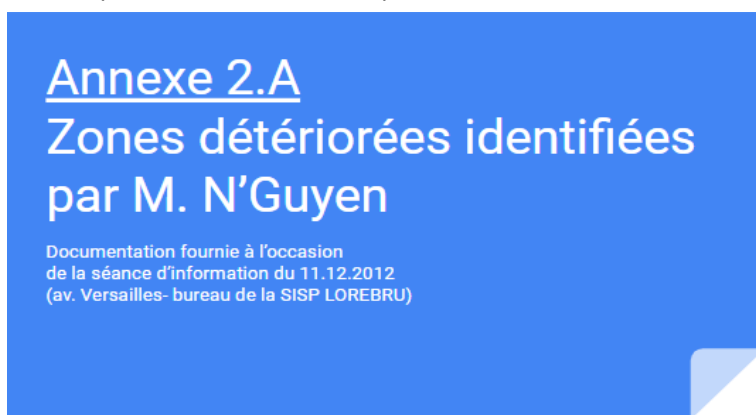 Annexe 2.A
Zones détériorées identifiées
par M. N’Guyen
Documentation fournie à l’occasion
de la séance d’information du 11.12.2012
(av. Versailles- bureau de la SISP LOREBRU)